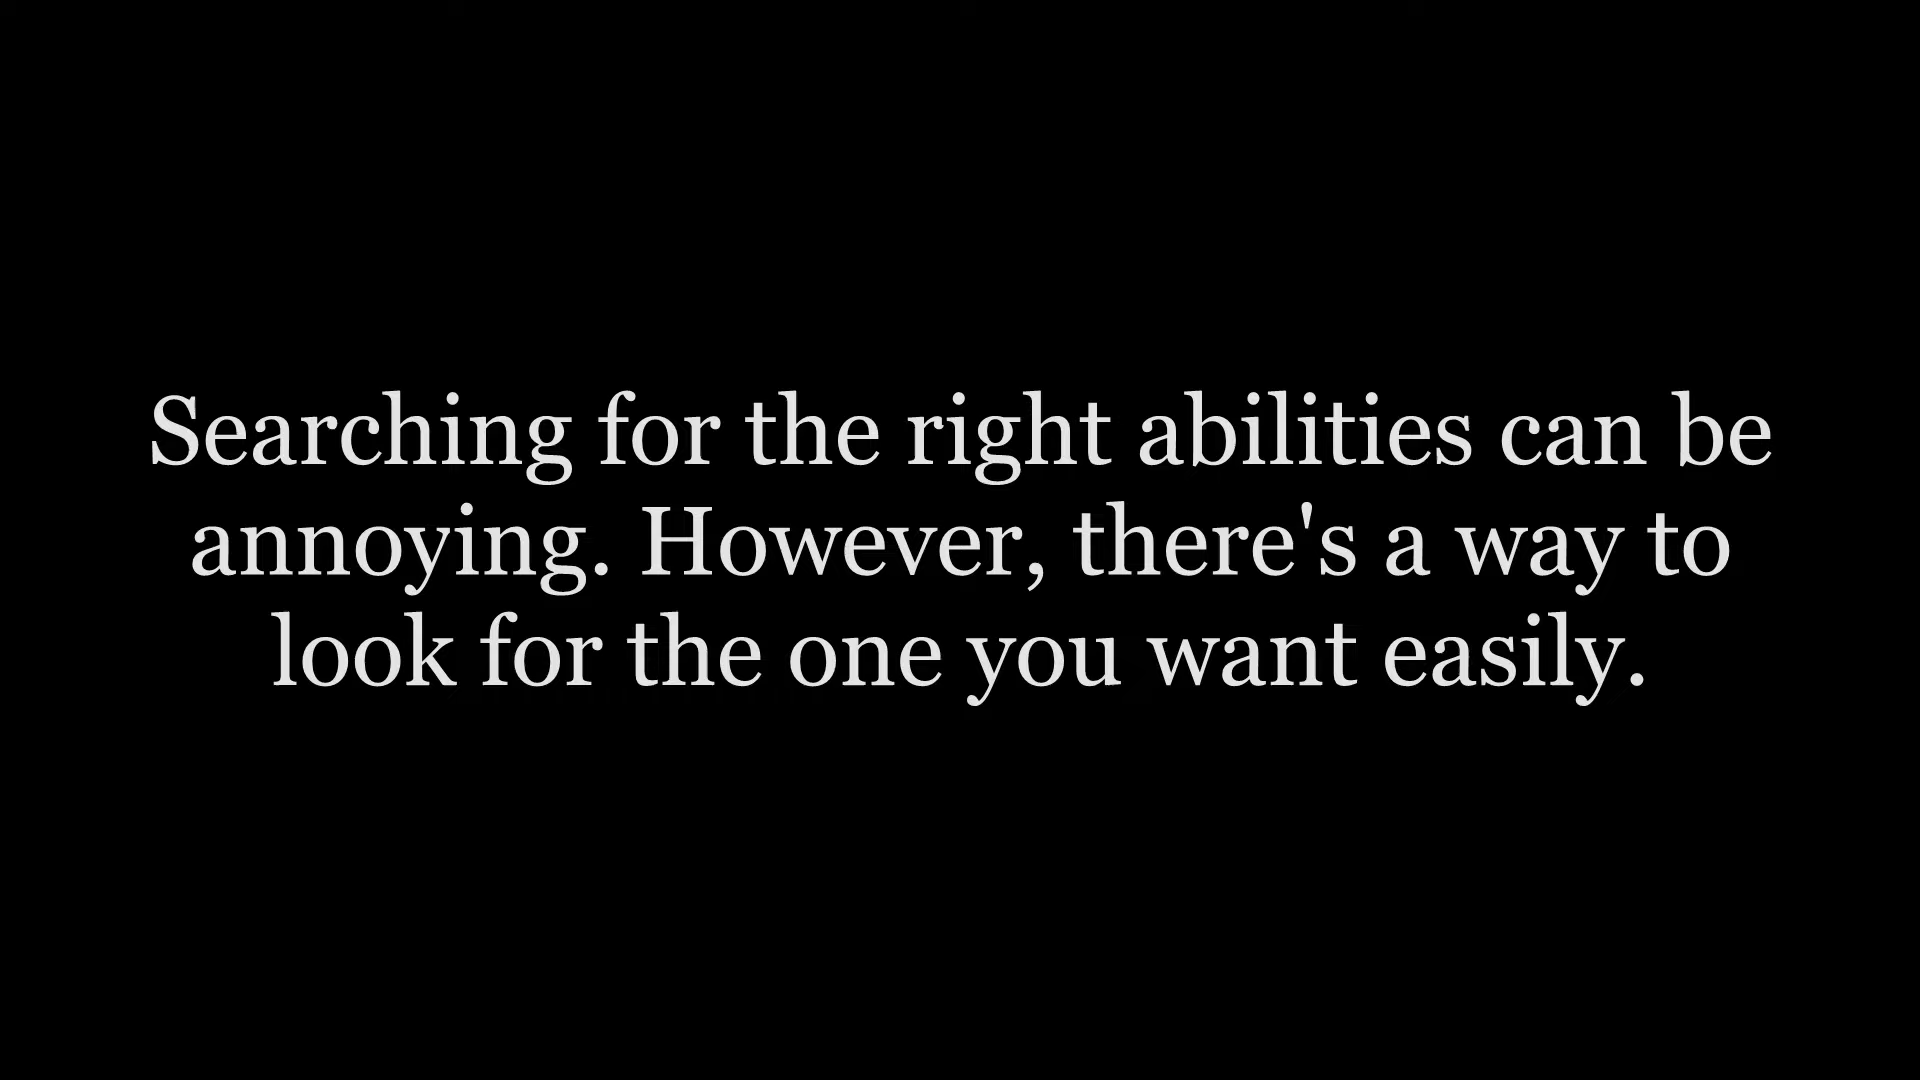 Searching for the right abilities can be
annoying. However, there's a way to
look for the one you want easily.